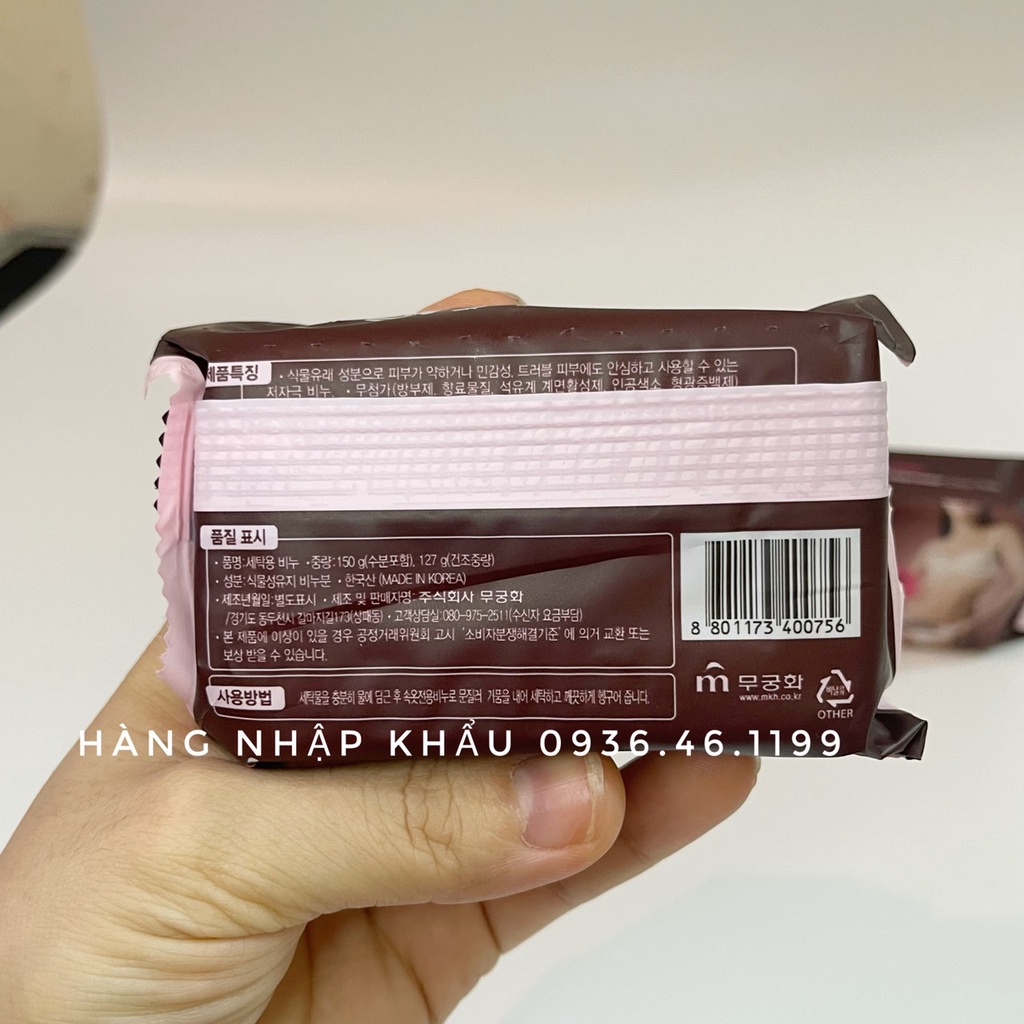 제품특징 · 식물유래 성분으로 피부가 약하거나 민감성, 트러블 피부에도 안심하고 사용할 수 있는
저자극 비누. · 무첨가(방부제, 향료물질, 석유계 계면활성제, 인공색소, 형광증백제)
품질 표시
· 품명:세탁용 비누 · 중량:150 g(수분포함), 127 g(건조중량)
· 성분:식물성유지 비누분 · 한국산 (MADE IN KOREA)
· 제조년월일:별도표시 · 제조 및 판매자명: 주식회사 무궁화
/경기도 동두천시 갈마지길173(상패동) · 고객상담실:080-975-2511(수신자 요금부담)
· 본 제품에 이상이 있을 경우 공정거래위원회 고시 '소비자분쟁해결기준' 에 의거 교환 또는
보상 받을 수 있습니다.
사용방법 세탁물을 충분히 물에 담근 후 속옷전용비누로 문질러 거품을 내어 세탁하고 깨끗하게 헹구어 줍니다.
8 801173 400756
무궁화
www.mkh.co.kr
OTHER
HÀNG NHẬP KHẨU 0936.46.1199